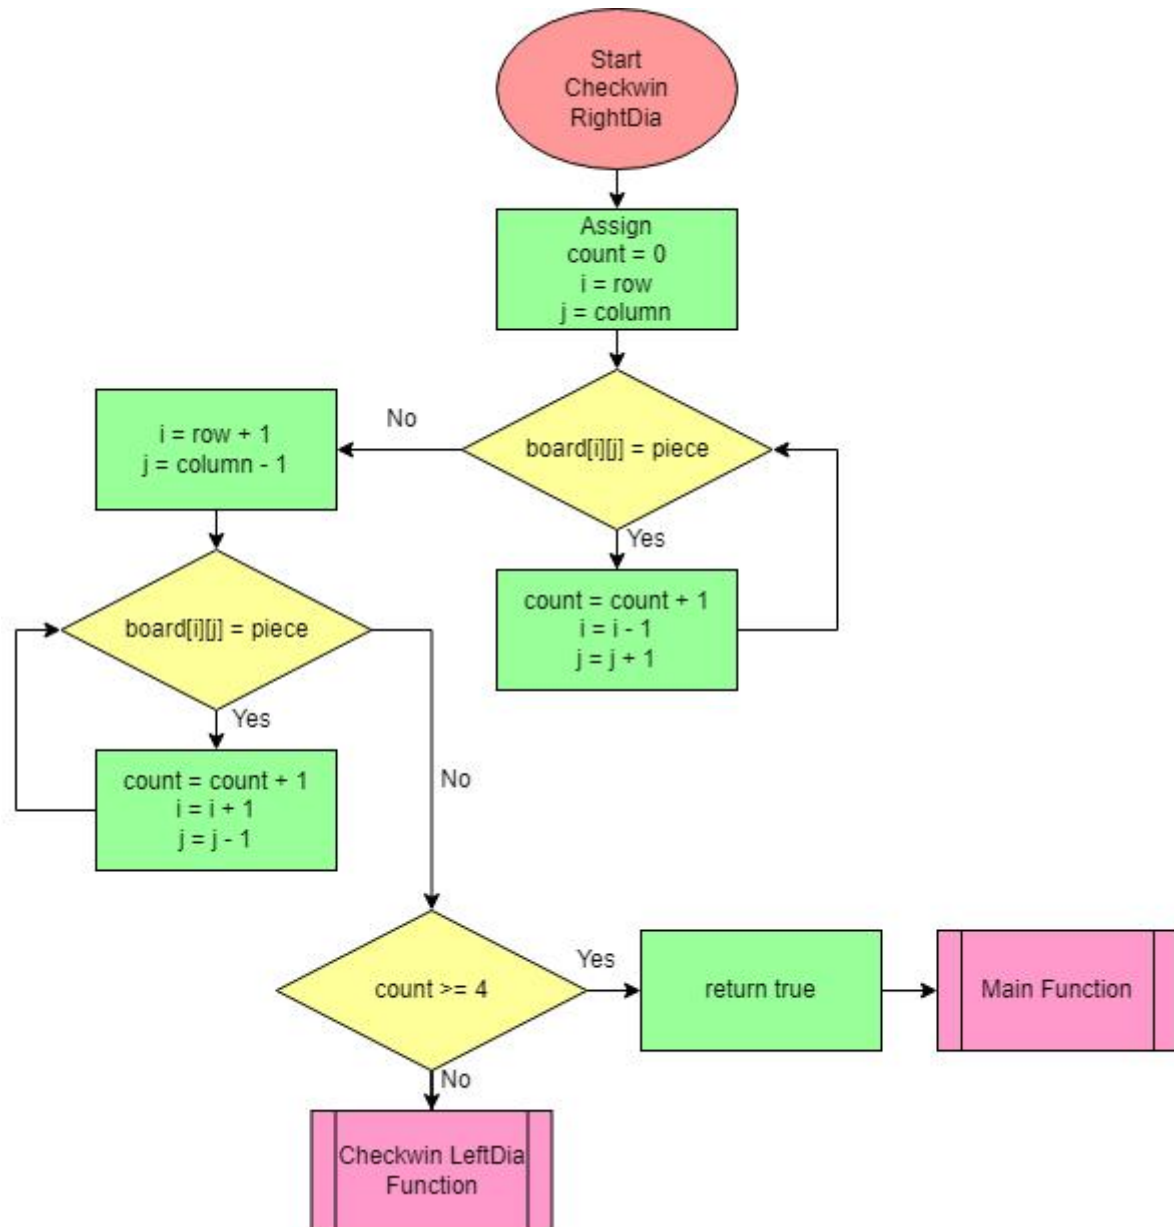 Start
Checkwin
RightDia
Assign
count = 0
i = row
j = column
board[i][j] = piece
No
Yes
count = count + 1
i = i - 1
j = j + 1
i = row + 1
j = column - 1
board[i][j] = piece
Yes
No
count = count + 1
i = i + 1
j = j - 1
count >= 4
Yes
return true
Main Function
No
Checkwin LeftDia
Function